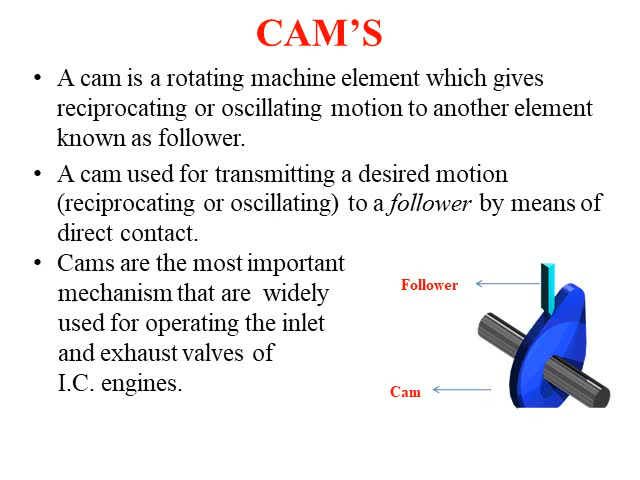 CAM’S
• A cam is a rotating machine element which gives
reciprocating or oscillating motion to another element
known as follower.
• A cam used for transmitting a desired motion
(reciprocating or oscillating) to a follower by means of
direct contact.
• Cams are the most important
mechanism that are widely
used for operating the inlet
and exhaust valves of
I.C. engines.
Follower
Cam